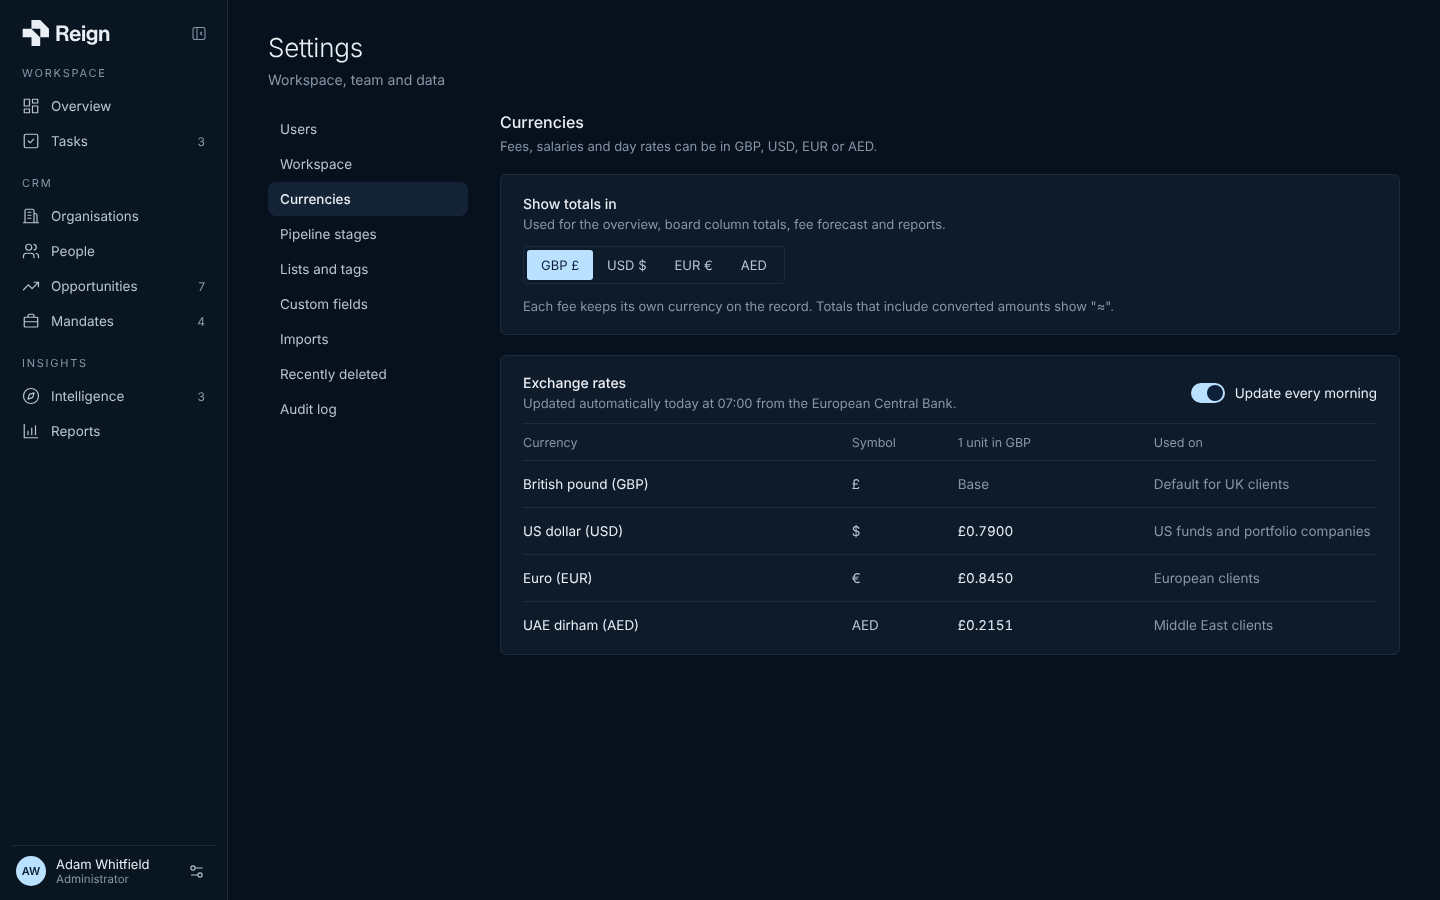 Reign
WORKSPACE
Overview
Tasks 3
CRM
Organisations
People
Opportunities 7
Mandates 4
INSIGHTS
Intelligence 3
Reports
AW
Adam Whitfield
Administrator
Settings
Workspace, team and data
Users
Workspace
Currencies
Pipeline stages
Lists and tags
Custom fields
Imports
Recently deleted
Audit log
Currencies
Fees, salaries and day rates can be in GBP, USD, EUR or AED.
Show totals in
Used for the overview, board column totals, fee forecast and reports.
GBP £ USD $ EUR € AED
Each fee keeps its own currency on the record. Totals that include converted amounts show "≈".
Exchange rates
Updated automatically today at 07:00 from the European Central Bank.
Update every morning
Currency Symbol 1 unit in GBP Used on
British pound (GBP) £ Base Default for UK clients
US dollar (USD) $ £0.7900 US funds and portfolio companies
Euro (EUR) € £0.8450 European clients
UAE dirham (AED) AED £0.2151 Middle East clients